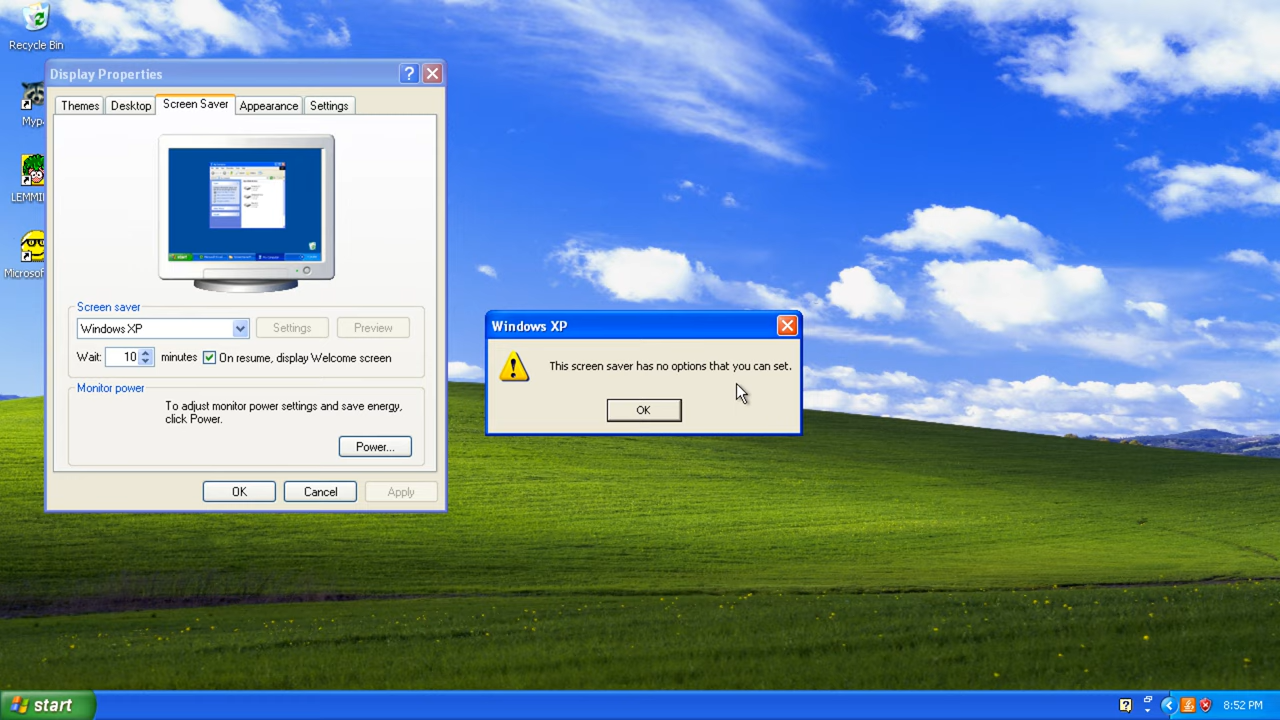 Recycle Bin
Myp
LEMMI
Microsof
Display Properties
Themes
Desktop
Screen Saver
Appearance
Settings
Screen saver
Windows XP
Settings
Preview
Wait:
10
minutes
On resume, display Welcome screen
Monitor power
To adjust monitor power settings and save energy,
click Power.
Power...
OK
Cancel
Apply
Windows XP
This screen saver has no options that you can set.
OK
start
8:52 PM